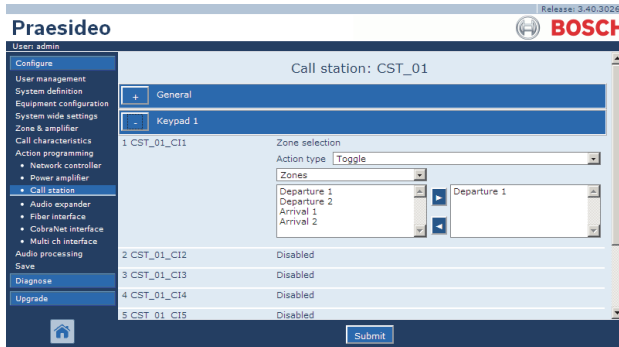 Release: 3.40.3026
Praesideo
BOSCH
User: admin
Configure
User management
System definition
Equipment configuration
System wide settings
Zone & amplifier
Call characteristics
Action programming
• Network controller
• Power amplifier
• Call station
• Audio expander
• Fiber interface
• CobraNet interface
• Multi ch interface
Audio processing
Save
Diagnose
Upgrade
Call station: CST_01
+ General
- Keypad 1
1 CST_01_CI1 Zone selection
Action type Toggle
Zones
Departure 1
Departure 2
Arrival 1
Arrival 2
Departure 1
2 CST_01_CI2 Disabled
3 CST_01_CI3 Disabled
4 CST_01_CI4 Disabled
5 CST_01_CI5 Disabled
Submit